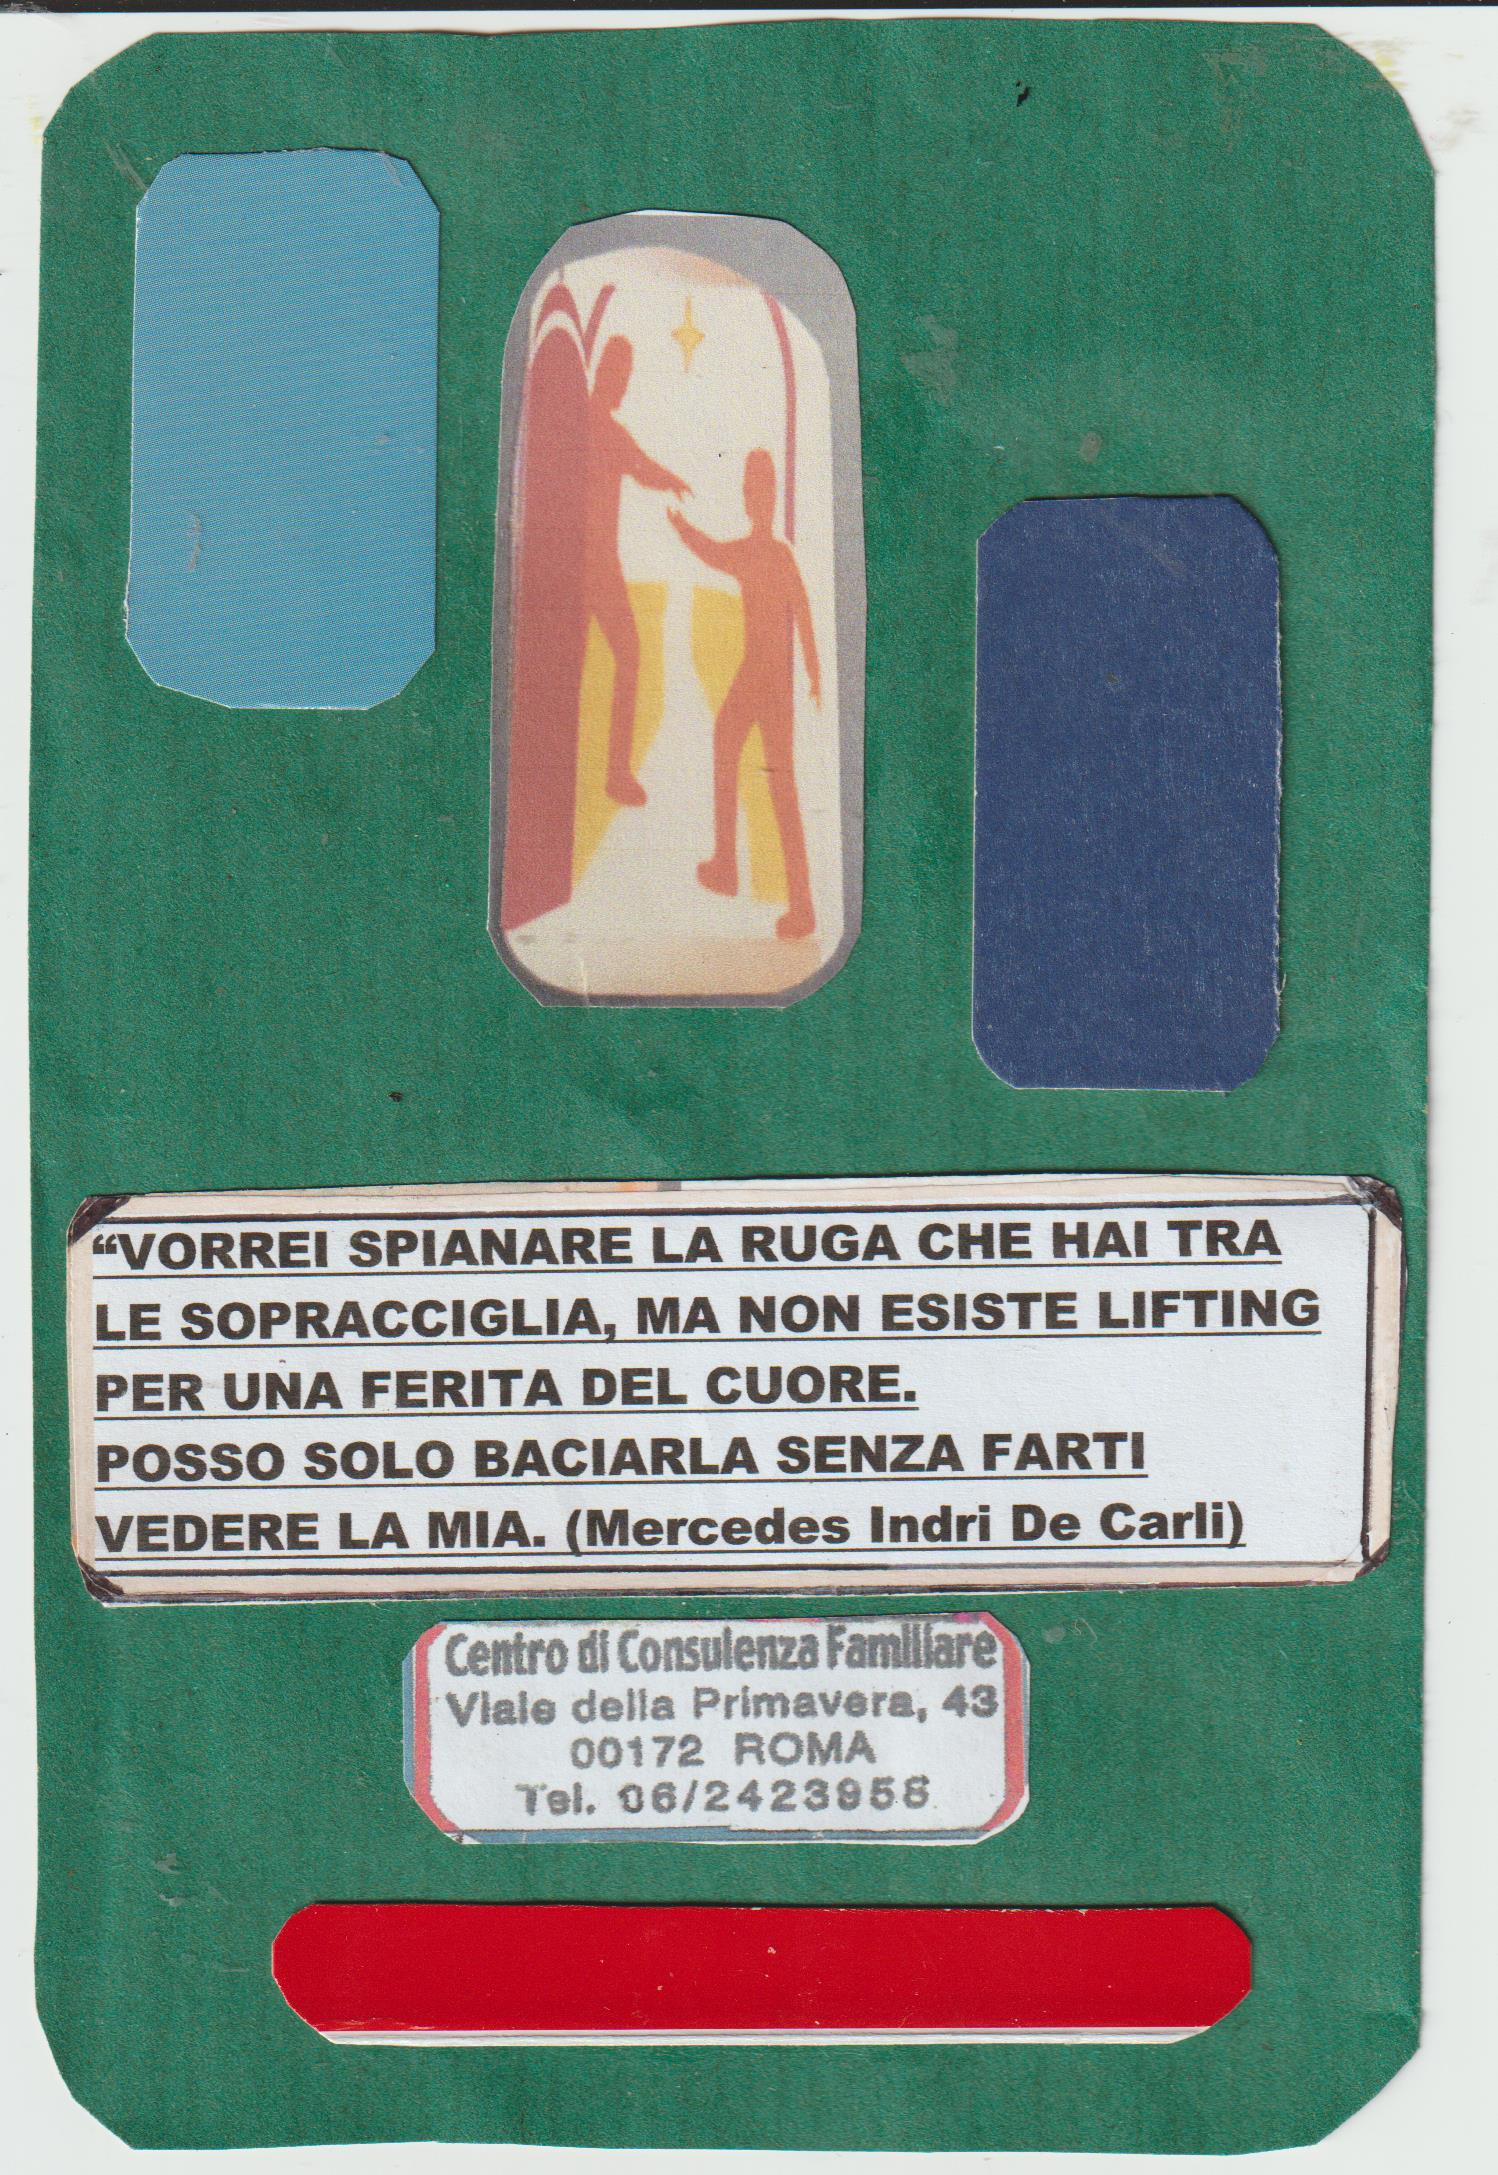 “VORREI SPIANARE LA RUGA CHE HAI TRA
LE SOPRACCIGLIA, MA NON ESISTE LIFTING
PER UNA FERITA DEL CUORE.
POSSO SOLO BACIARLA SENZA FARTI
VEDERE LA MIA. (Mercedes Indri De Carli)
Centro di Consulenza Familiare
Viale della Primavera, 43
00172 ROMA
Tel. 06/2423958